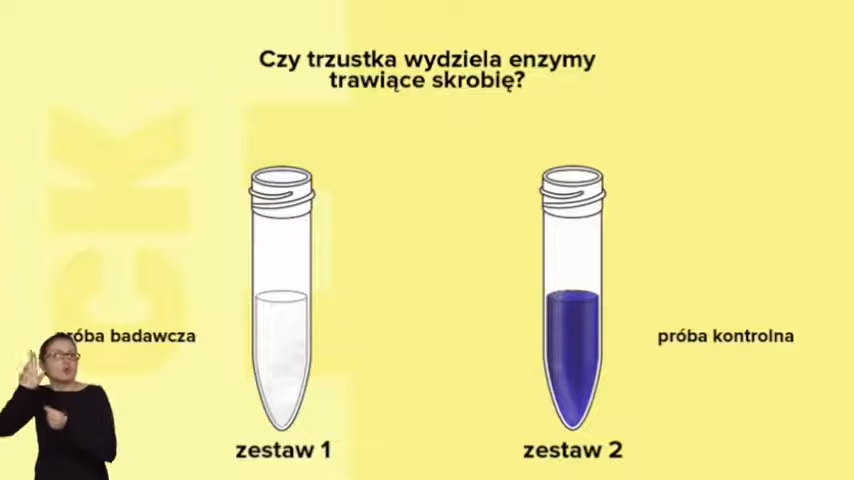 Czy trzustka wydziela enzymy
trawiące skrobię?
próba badawcza
próba kontrolna
zestaw 1
zestaw 2